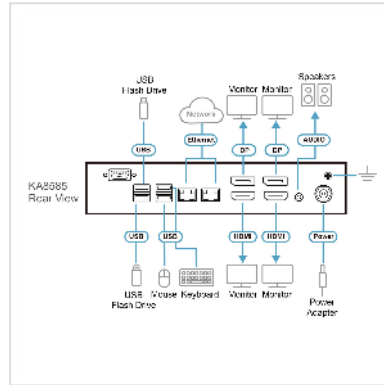 USB
Flash Drive
Network
Monitor Monitor
Speakers
Ethernet
USB
DP
DP
AUDIO
KA8585
Rear View
USB
USB
HDMI
HDMI
Power
USB
Flash Drive
Mouse Keyboard
Monitor Monitor
Power
Adapter